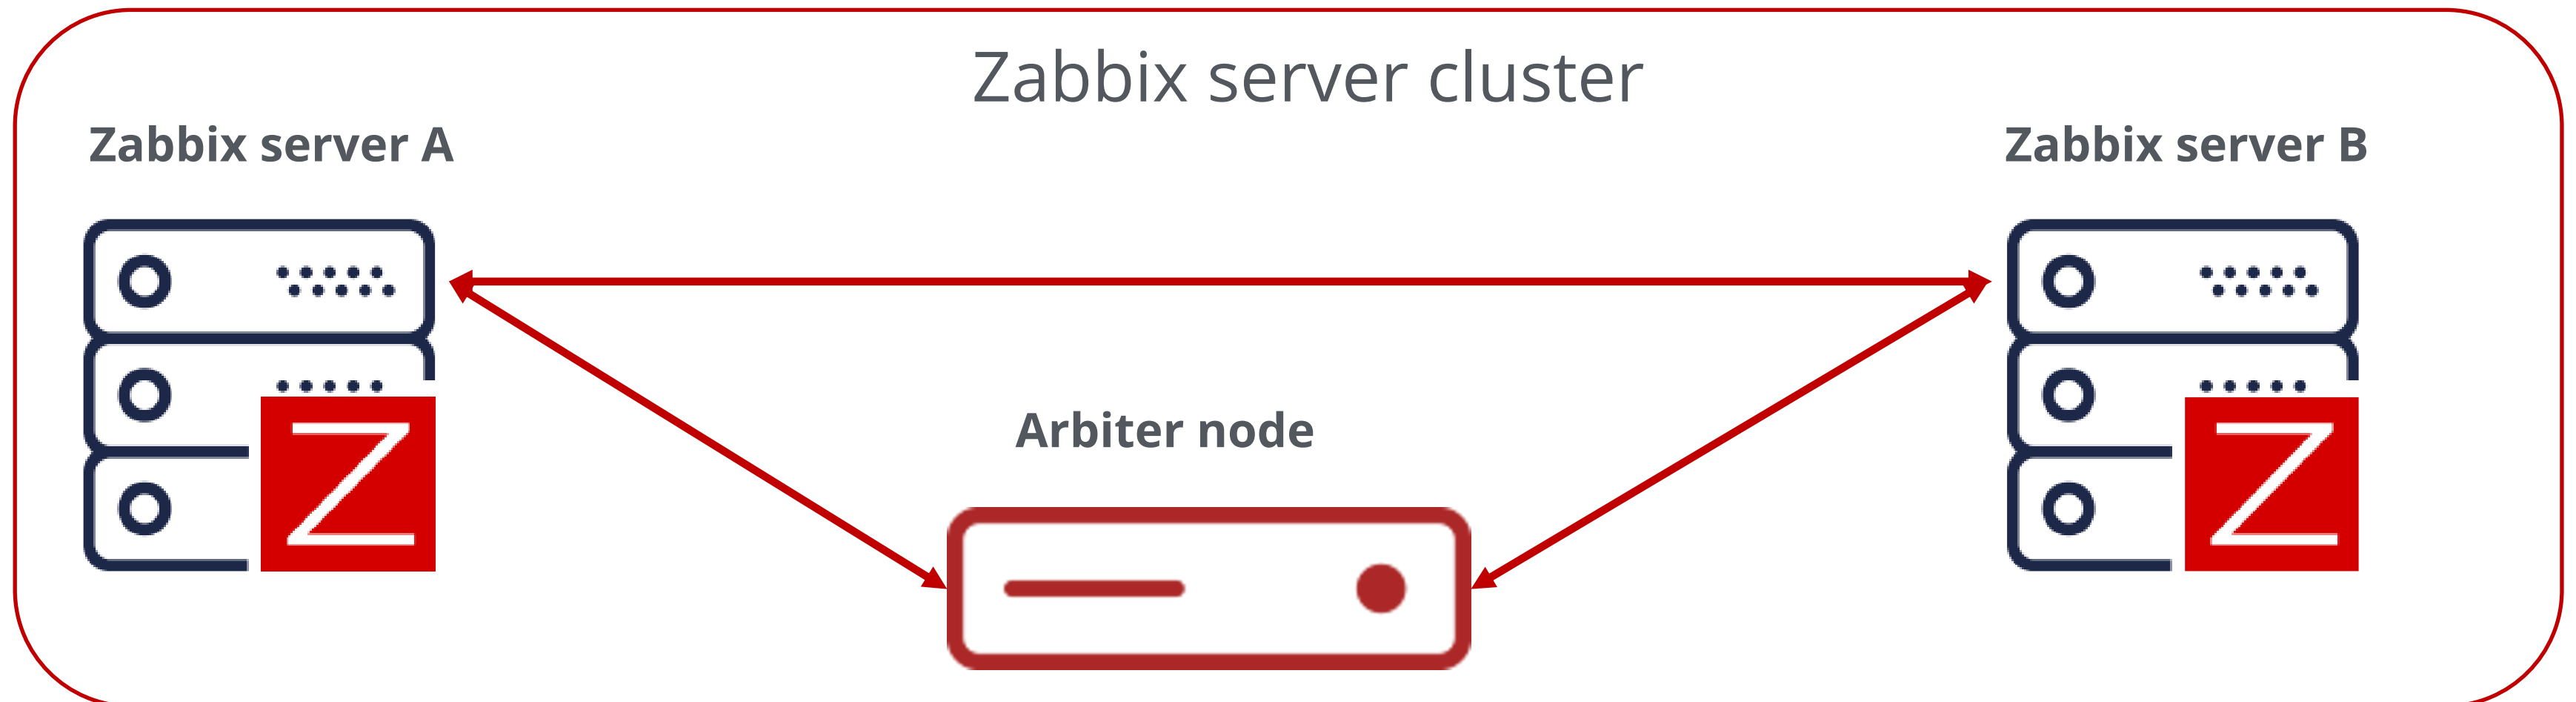 Zabbix server cluster
Zabbix server A
Zabbix server B
Arbiter node
Z
Z